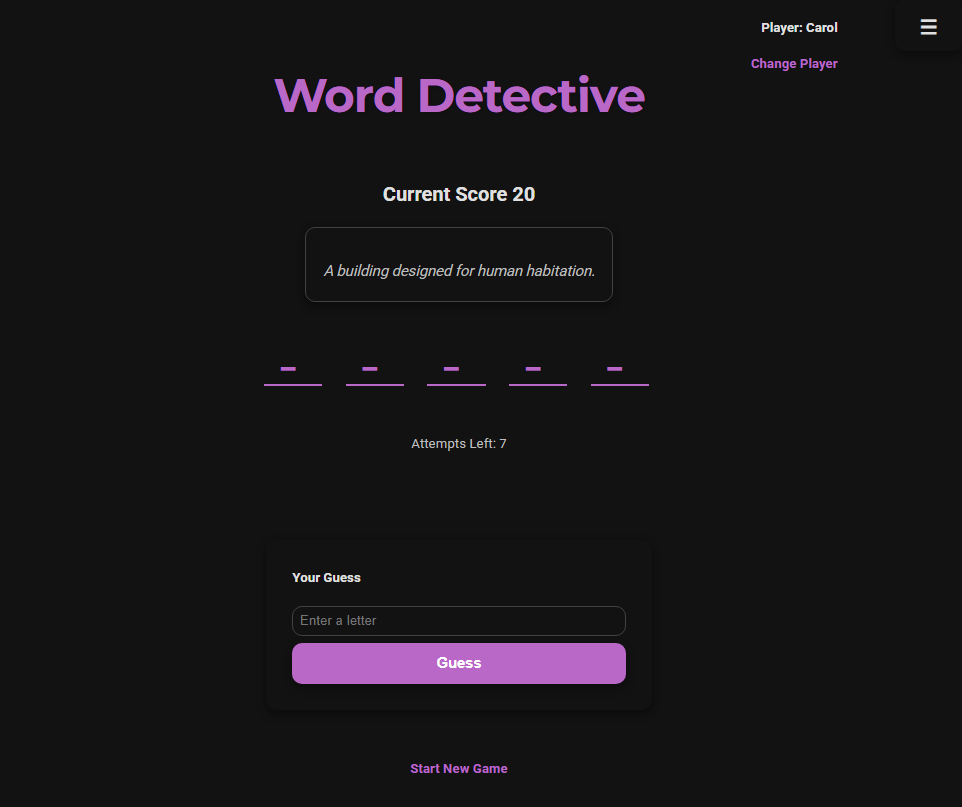 Player: Carol
Change Player
Word Detective
Current Score 20
A building designed for human habitation.
_ _ _ _ _
Attempts Left: 7
Your Guess
Enter a letter
Guess
Start New Game